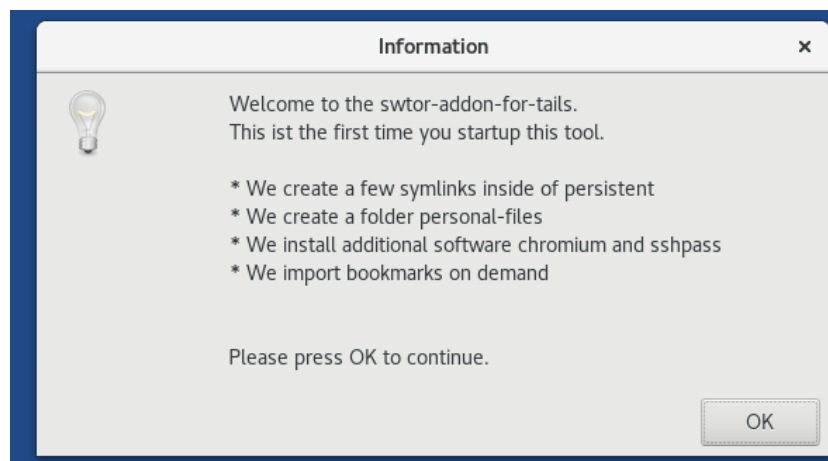 Information
×
Welcome to the swtor-addon-for-tails.
This ist the first time you startup this tool.
* We create a few symlinks inside of persistent
* We create a folder personal-files
* We install additional software chromium and sshpass
* We import bookmarks on demand
Please press OK to continue.
OK